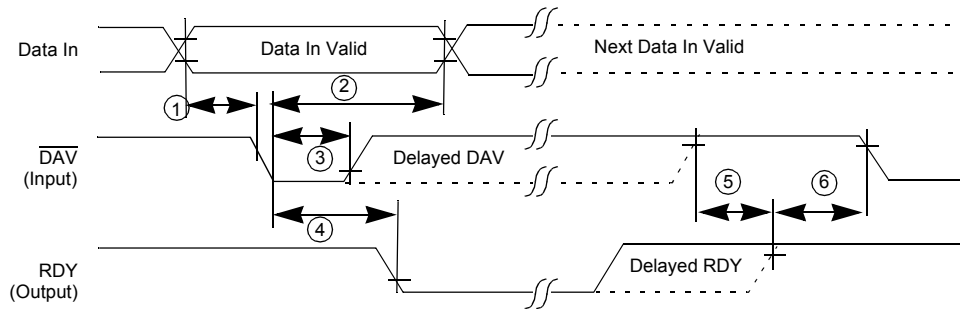 Data In
Data In Valid
Next Data In Valid
1
2
DAV
(Input)
3
Delayed DAV
5
6
4
RDY
(Output)
Delayed RDY